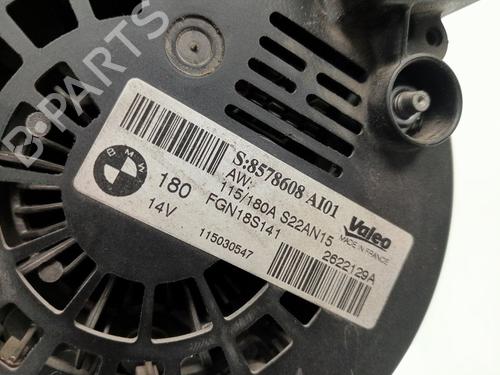 B-PARTS
BMW
S:8578608 AI01
AW:
180 115/180A S22AN15
14V FGN18S141
Valeo
MADE IN FRANCE
115030547
2622129A